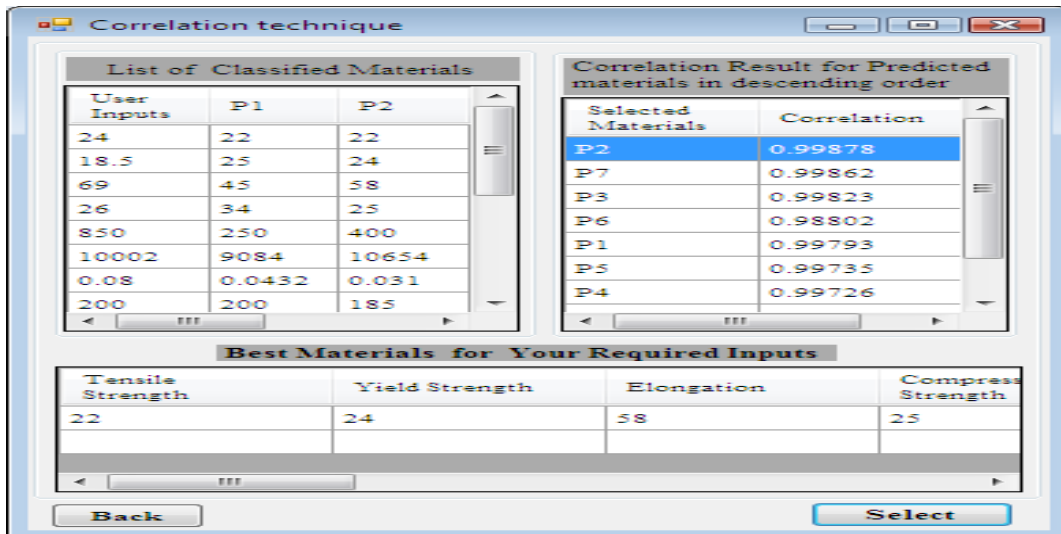 Correlation technique
List of Classified Materials
User Inputs P1 P2
24 22 22
18.5 25 24
69 45 58
26 34 25
850 250 400
10002 9084 10654
0.08 0.0432 0.031
200 200 185
Correlation Result for Predicted
materials in descending order
Selected Materials Correlation
P2 0.99878
P7 0.99862
P3 0.99823
P6 0.98802
P1 0.99793
P5 0.99735
P4 0.99726
Best Materials for Your Required Inputs
Tensile Strength Yield Strength Elongation Compress Strength
22 24 58 25
Back Select